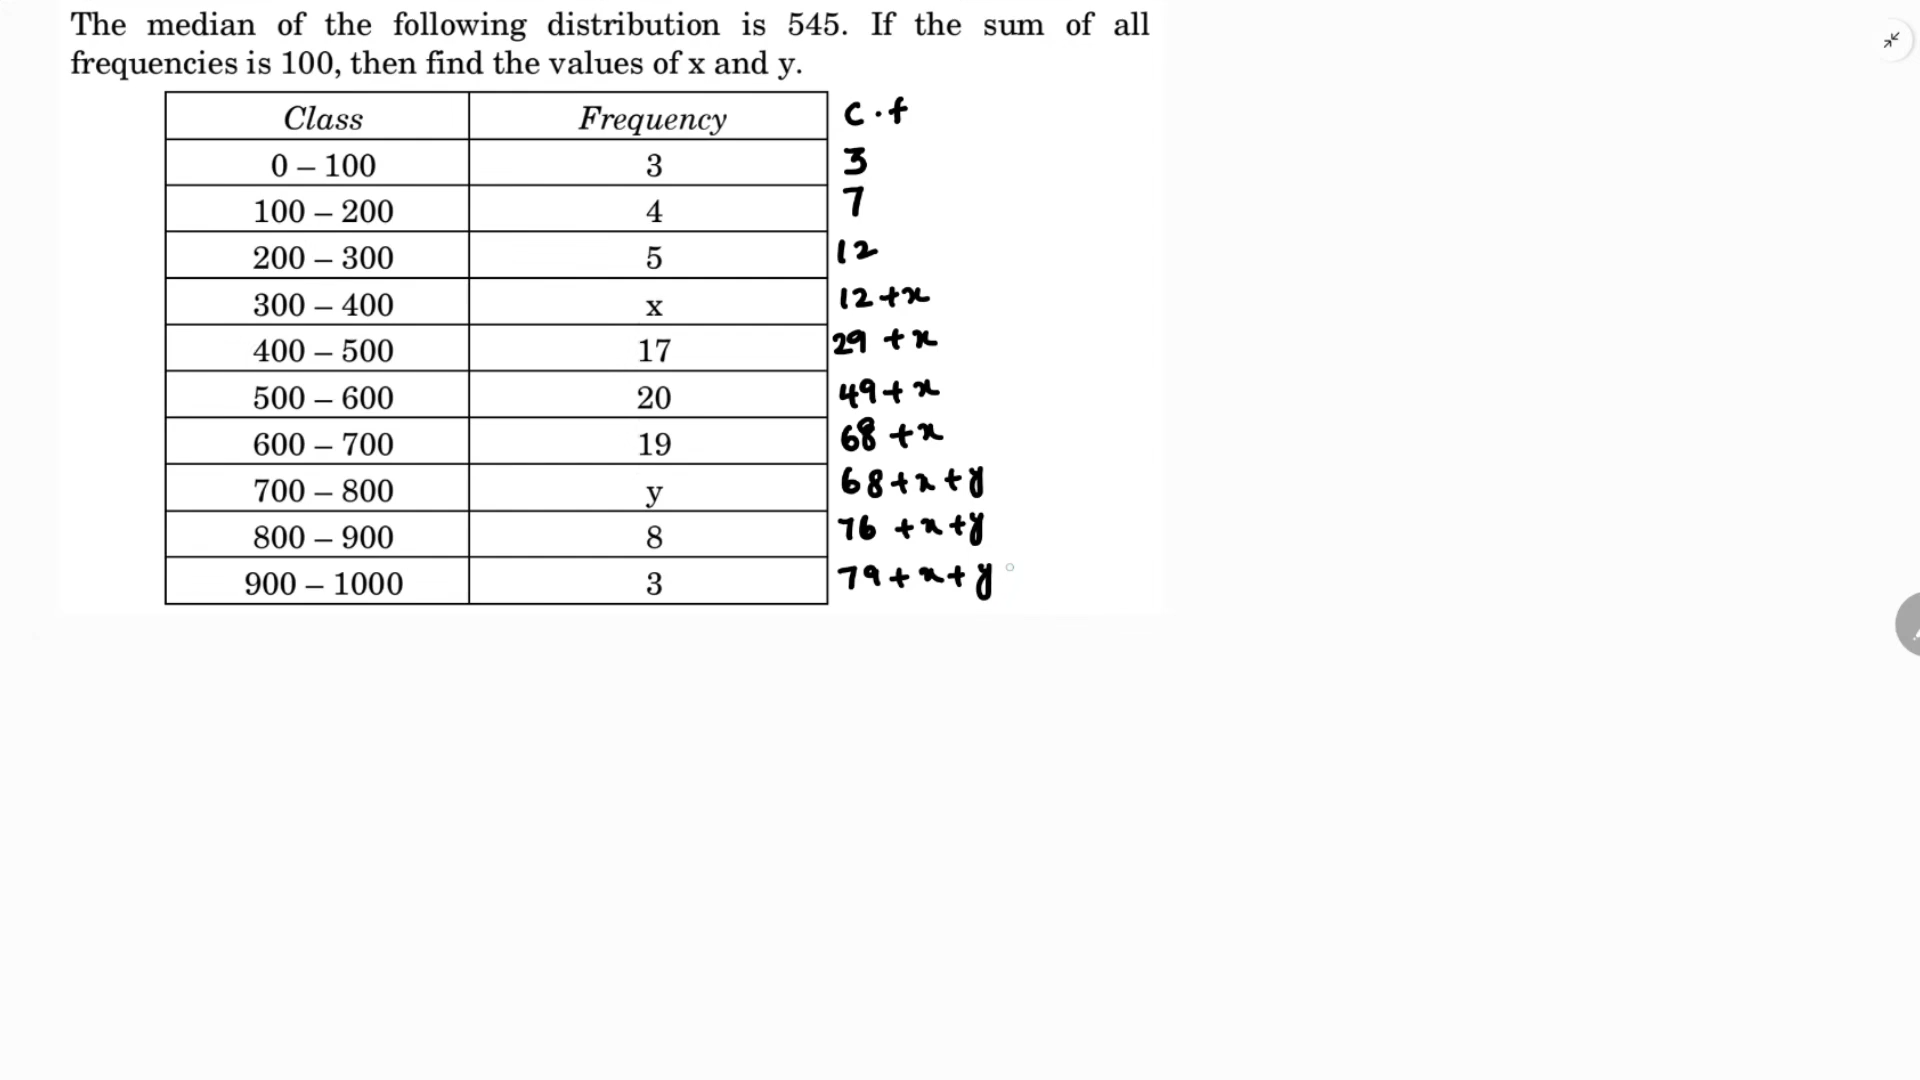 The median of the following distribution is 545. If the sum of all
frequencies is 100, then find the values of x and y.
Class Frequency c.f
0 – 100 3 3
100 – 200 4 7
200 – 300 5 12
300 – 400 x 12 + x
400 – 500 17 29 + x
500 – 600 20 49 + x
600 – 700 19 68 + x
700 – 800 y 68 + x + y
800 – 900 8 76 + x + y
900 – 1000 3 79 + x + y